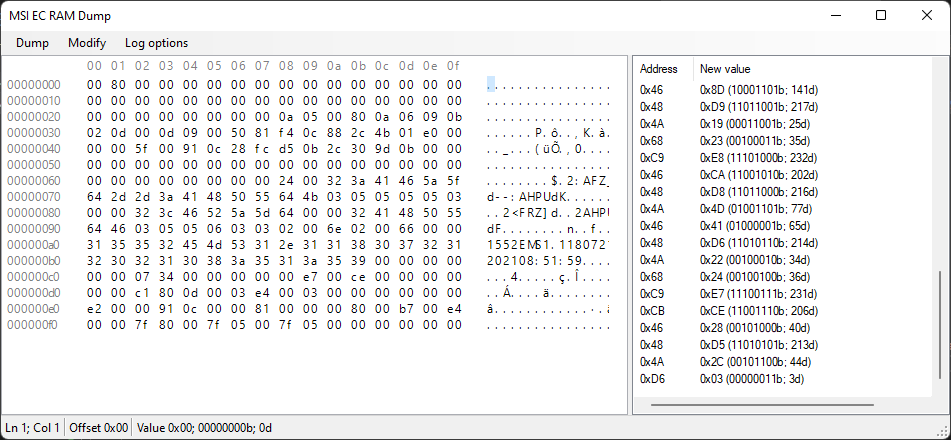 MSI EC RAM Dump
Dump Modify Log options
00 01 02 03 04 05 06 07 08 09 0a 0b 0c 0d 0e 0f
00000000 00 80 00 00 00 00 00 00 00 00 00 00 00 00 00 00 ................
00000010 00 00 00 00 00 00 00 00 00 00 00 00 00 00 00 00 ................
00000020 00 00 00 00 00 00 00 00 0a 05 00 80 0a 06 09 0b ................
00000030 02 0d 00 0d 09 00 50 81 f4 0c 88 2c 4b 01 e0 00 ......P.ô..,K.à.
00000040 00 00 5f 00 91 0c 28 fc d5 0b 2c 30 9d 0b 00 00 .._...(üÕ.,0....
00000050 00 00 00 00 00 00 00 00 00 00 00 00 00 00 00 00 ................
00000060 00 00 00 00 00 00 00 00 24 00 32 3a 41 46 5a 5f ........$.2:AFZ_
00000070 64 2d 2d 3a 41 48 50 55 64 4b 03 05 05 05 05 03 d--:AHPUdK......
00000080 00 00 32 3c 46 52 5a 5d 64 00 00 32 41 48 50 55 ..2<FRZ]d..2AHPU
00000090 64 46 03 05 05 06 03 03 02 00 6e 02 00 66 00 00 dF........n..f..
000000a0 31 35 35 32 45 4d 53 31 2e 31 31 38 30 37 32 31 1552EMS1.1180721
000000b0 32 30 32 31 30 38 3a 35 31 3a 35 39 00 00 00 00 202108:51:59....
000000c0 00 00 07 34 00 00 00 00 00 e7 00 ce 00 00 00 00 ...4.....ç.Î....
000000d0 00 00 c1 80 0d 00 03 e4 00 03 00 00 00 00 00 00 ..Á....ä........
000000e0 e2 00 00 91 0c 00 00 81 00 00 00 80 00 b7 00 e4 â............·.ä
000000f0 00 00 7f 80 00 7f 05 00 7f 05 00 00 00 00 00 00 ................
Address New value
0x46 0x8D (10001101b; 141d)
0x48 0xD9 (11011001b; 217d)
0x4A 0x19 (00011001b; 25d)
0x68 0x23 (00100011b; 35d)
0xC9 0xE8 (11101000b; 232d)
0x46 0xCA (11001010b; 202d)
0x48 0xD8 (11011000b; 216d)
0x4A 0x4D (01001101b; 77d)
0x46 0x41 (01000001b; 65d)
0x48 0xD6 (11010110b; 214d)
0x4A 0x22 (00100010b; 34d)
0x68 0x24 (00100100b; 36d)
0xC9 0xE7 (11100111b; 231d)
0xCB 0xCE (11001110b; 206d)
0x46 0x28 (00101000b; 40d)
0x48 0xD5 (11010101b; 213d)
0x4A 0x2C (00101100b; 44d)
0xD6 0x03 (00000011b; 3d)
Ln 1; Col 1 Offset 0x00 Value 0x00; 00000000b; 0d